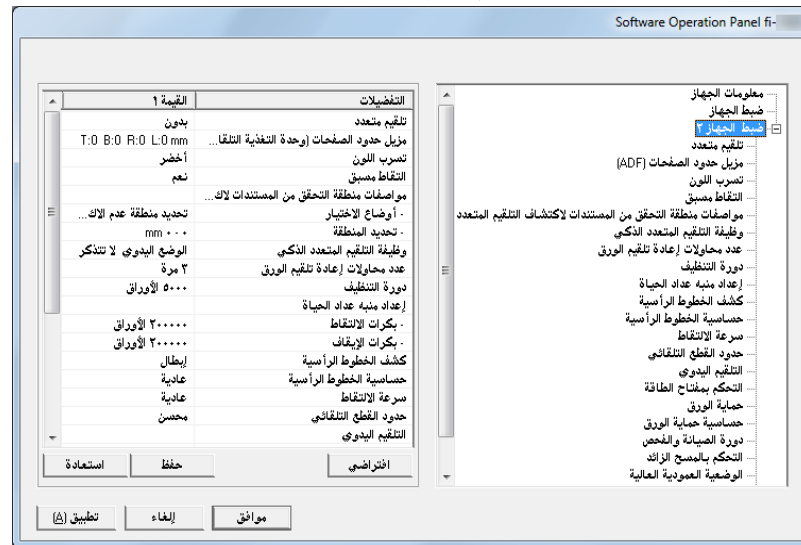 Software Operation Panel fi-
معلومات الجهاز
ضبط الجهاز
ضبط الجهاز ٢
تلقيم متعدد
مزيل حدود الصفحات (ADF)
تسرب اللون
التقاط مسبق
مواصفات منطقة التحقق من المستندات لاكتشاف التلقيم المتعدد
وظيفة التلقيم المتعدد الذكي
عدد محاولات إعادة تلقيم الورق
دورة التنظيف
إعداد منبه عداد الحياة
كشف الخطوط الرأسية
حساسية الخطوط الرأسية
سرعة الالتقاط
حدود القطع التلقائي
التلقيم اليدوي
التحكم بمفتاح الطاقة
حماية الورق
حساسية حماية الورق
دورة الصيانة والفحص
التحكم بالمسح الزائد
الوضعية العمودية العالية
التفضيلات القيمة ١
تلقيم متعدد بدون
مزيل حدود الصفحات (وحدة التغذية التلقا... T:0 B:0 R:0 L:0 mm
تسرب اللون أخضر
التقاط مسبق نعم
مواصفات منطقة التحقق من المستندات لاك...
- أوضاع الاختيار تحديد منطقة عدم الاك...
- تحديد المنطقة ٠ ٠ ٠ mm
وظيفة التلقيم المتعدد الذكي الوضع اليدوي لا تتذكر
عدد محاولات إعادة تلقيم الورق ٣ مرة
دورة التنظيف ٥٠٠٠ الأوراق
إعداد منبه عداد الحياة
- بكرات الالتقاط ٢٠٠٠٠٠ الأوراق
- بكرات الإيقاف ٢٠٠٠٠٠ الأوراق
كشف الخطوط الرأسية إبطال
حساسية الخطوط الرأسية عادية
سرعة الالتقاط عادية
حدود القطع التلقائي محسن
التلقيم اليدوي
افتراضي حفظ استعادة
موافق إلغاء تطبيق (A)